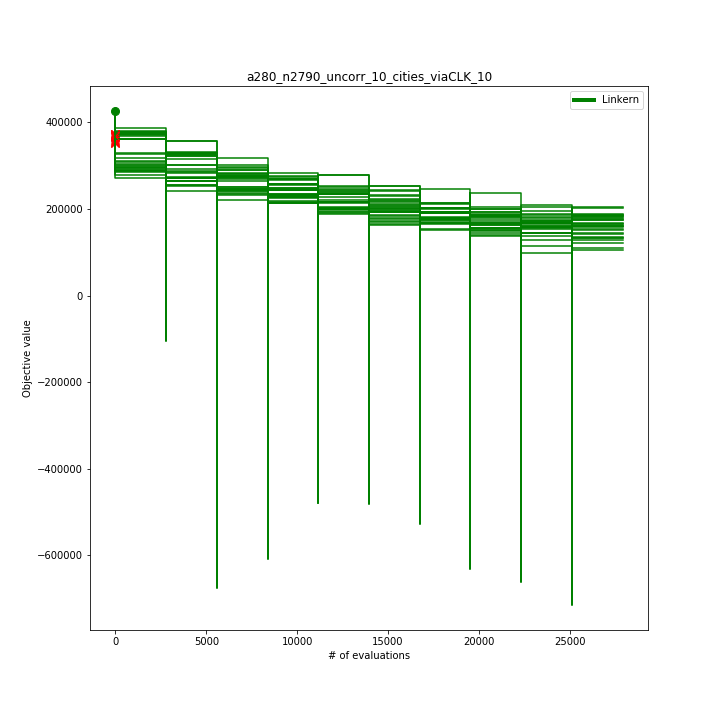 a280_n2790_uncorr_10_cities_viaCLK_10
Linkern
400000
200000
0
−200000
−400000
−600000
Objective value
0 5000 10000 15000 20000 25000
# of evaluations